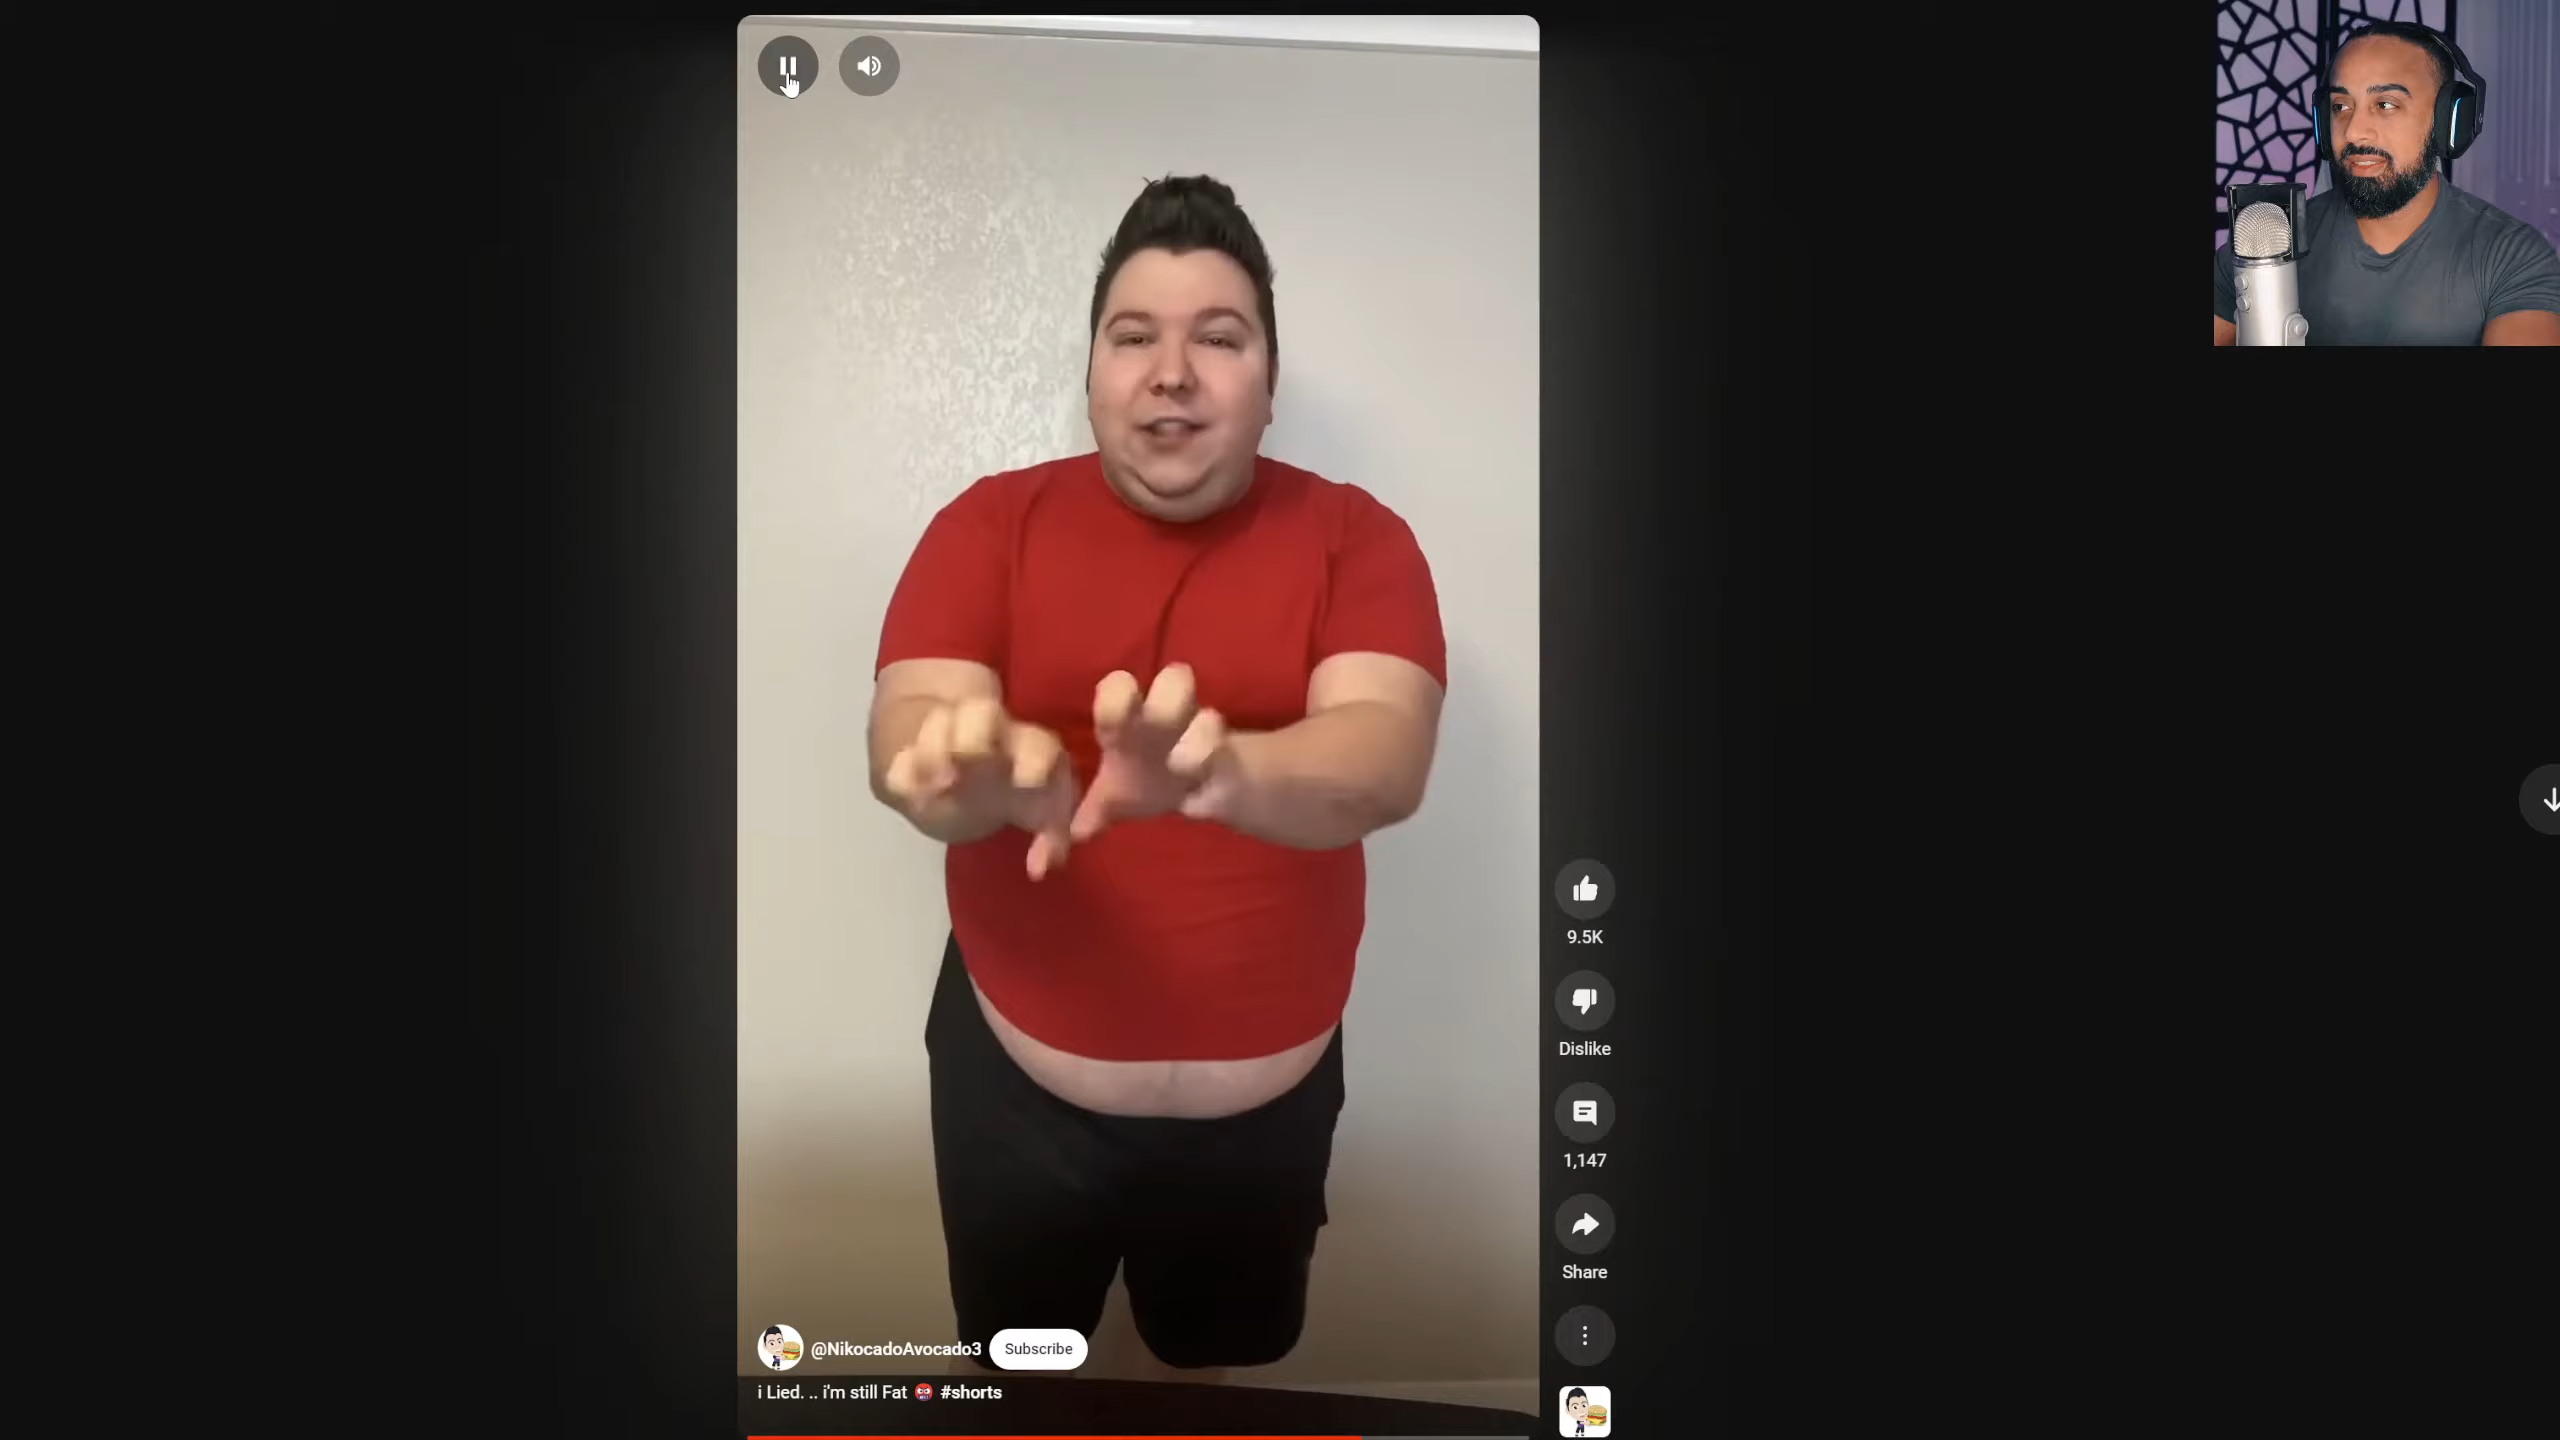 9.5K
Dislike
1,147
Share
@NikocadoAvocado3 Subscribe
i Lied. .. i'm still Fat 👹 #shorts